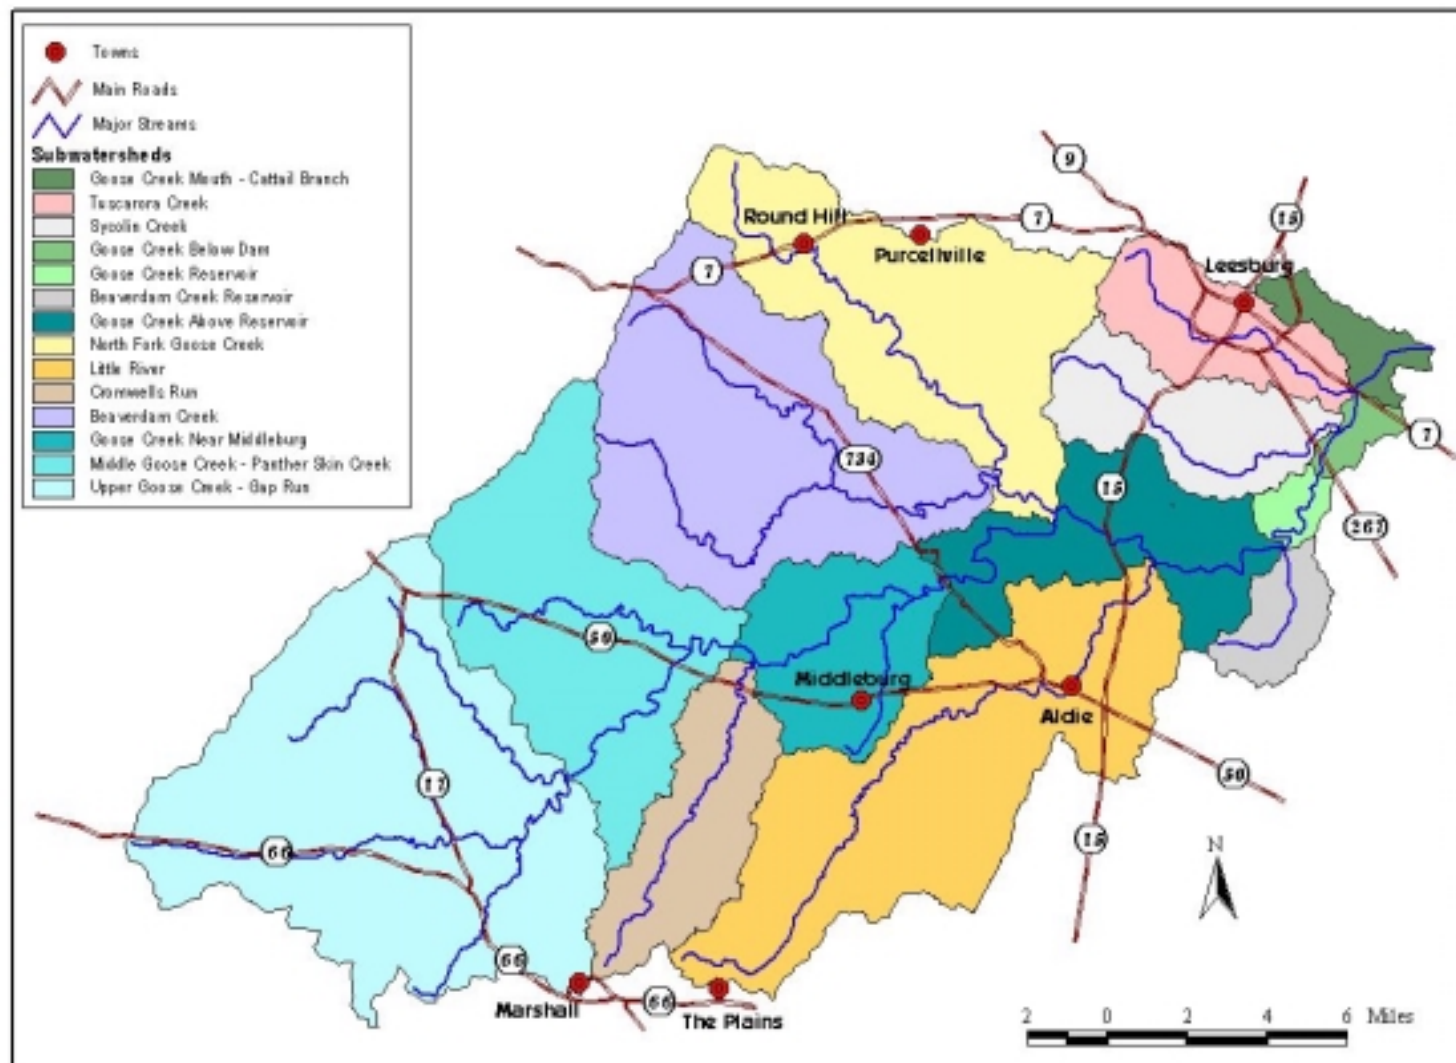 Towns
Main Roads
Major Streams
Subwatersheds
Goose Creek Mouth - Cattail Branch
Tuscarora Creek
Sycolin Creek
Goose Creek Below Dam
Goose Creek Reservoir
Beaverdam Creek Reservoir
Goose Creek Above Reservoir
North Fork Goose Creek
Little River
Cromwells Run
Beaverdam Creek
Goose Creek Near Middleburg
Middle Goose Creek - Panther Skin Creek
Upper Goose Creek - Gap Run
9
Round Hill
7
15
Purcellville
7
Leesburg
7
734
15
267
50
Middleburg
Aldie
17
50
66
15
N
66
Marshall
66
The Plains
2 0 2 4 6 Miles